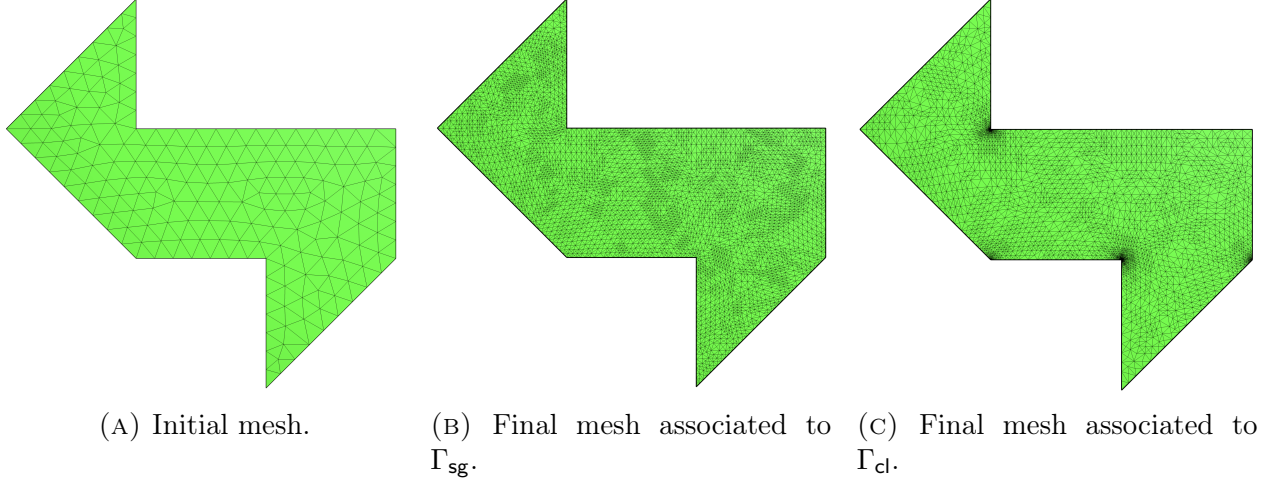 (A) Initial mesh.
(B) Final mesh associated to
Γsg.
(C) Final mesh associated to
Γcl.